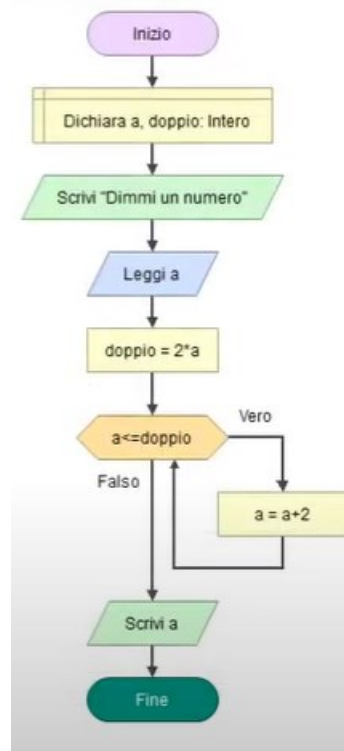 Inizio
Dichiara a, doppio: Intero
Scrivi "Dimmi un numero"
Leggi a
doppio = 2*a
Vero
a<=doppio
Falso
a = a+2
Scrivi a
Fine